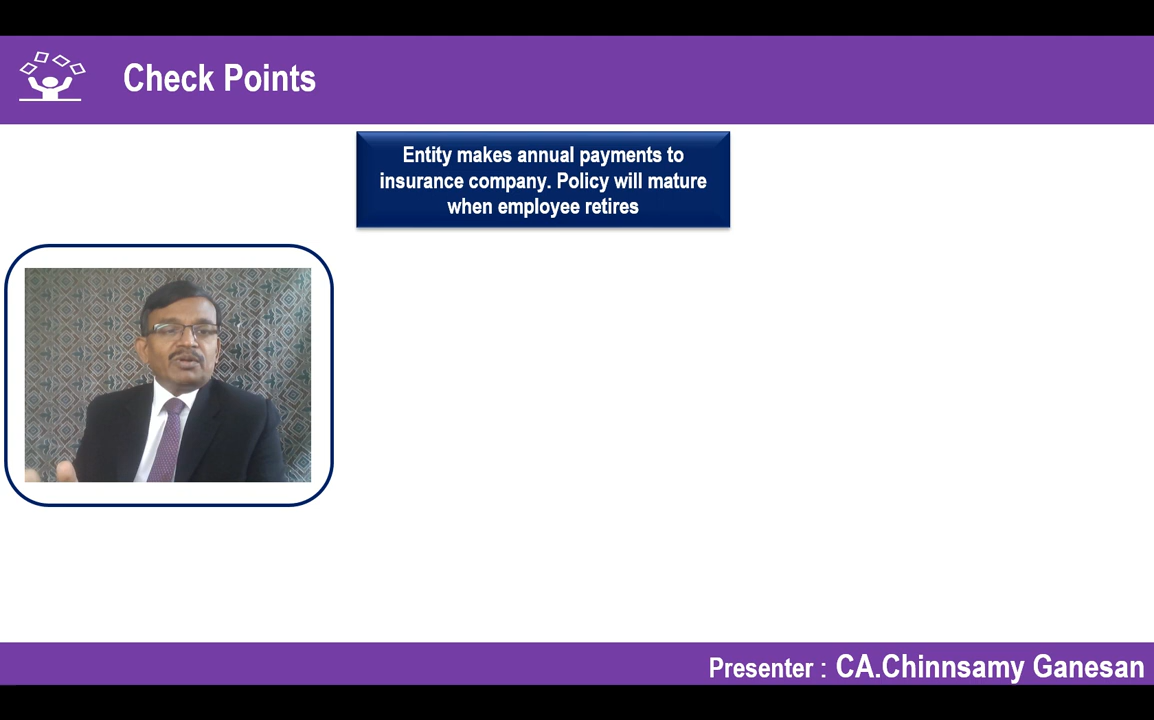 Check Points
Entity makes annual payments to
insurance company. Policy will mature
when employee retires
Presenter : CA.Chinnsamy Ganesan